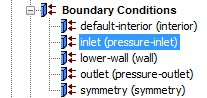 Boundary Conditions
default-interior (interior)
inlet (pressure-inlet)
lower-wall (wall)
outlet (pressure-outlet)
symmetry (symmetry)